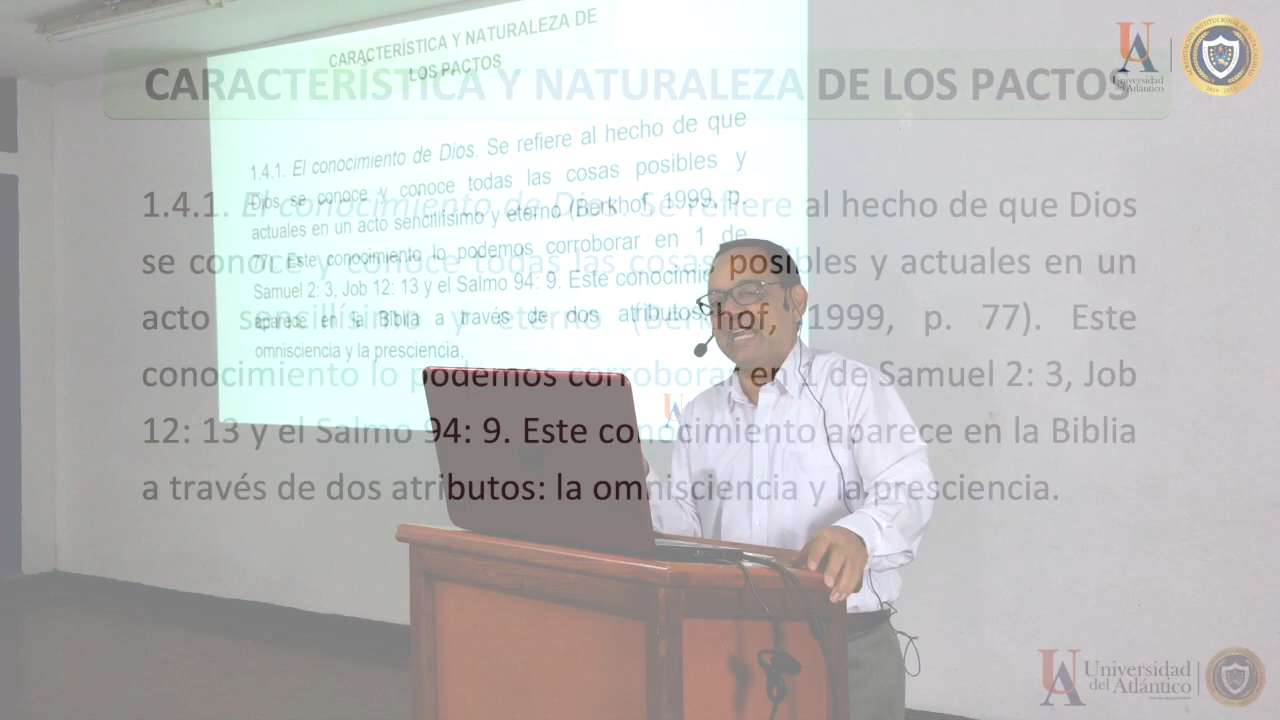 CARACTERÍSTICA Y NATURALEZA DE
LOS PACTOS
1.4.1. El conocimiento de Dios. Se refiere al hecho de que
Dios se conoce y conoce todas las cosas posibles y
actuales en un acto sencillísimo y eterno (Berkhof, 1999, p.
77). Este conocimiento lo podemos corroborar en 1 de
Samuel 2: 3, Job 12: 13 y el Salmo 94: 9. Este conocimie
aparece en la Biblia a través de dos atributos:
omnisciencia y la presciencia.
CARACTERÍSTICA Y NATURALEZA DE LOS PACTOS
1.4.1. El conocimiento de Dios. Se refiere al hecho de que Dios
se conoce y conoce todas las cosas posibles y actuales en un
acto sencillísimo y eterno (Berkhof, 1999, p. 77). Este
conocimiento lo podemos corroborar en 1 de Samuel 2: 3, Job
12: 13 y el Salmo 94: 9. Este conocimiento aparece en la Biblia
a través de dos atributos: la omnisciencia y la presciencia.
Universidad
del Atlántico
Universidad
del Atlántico